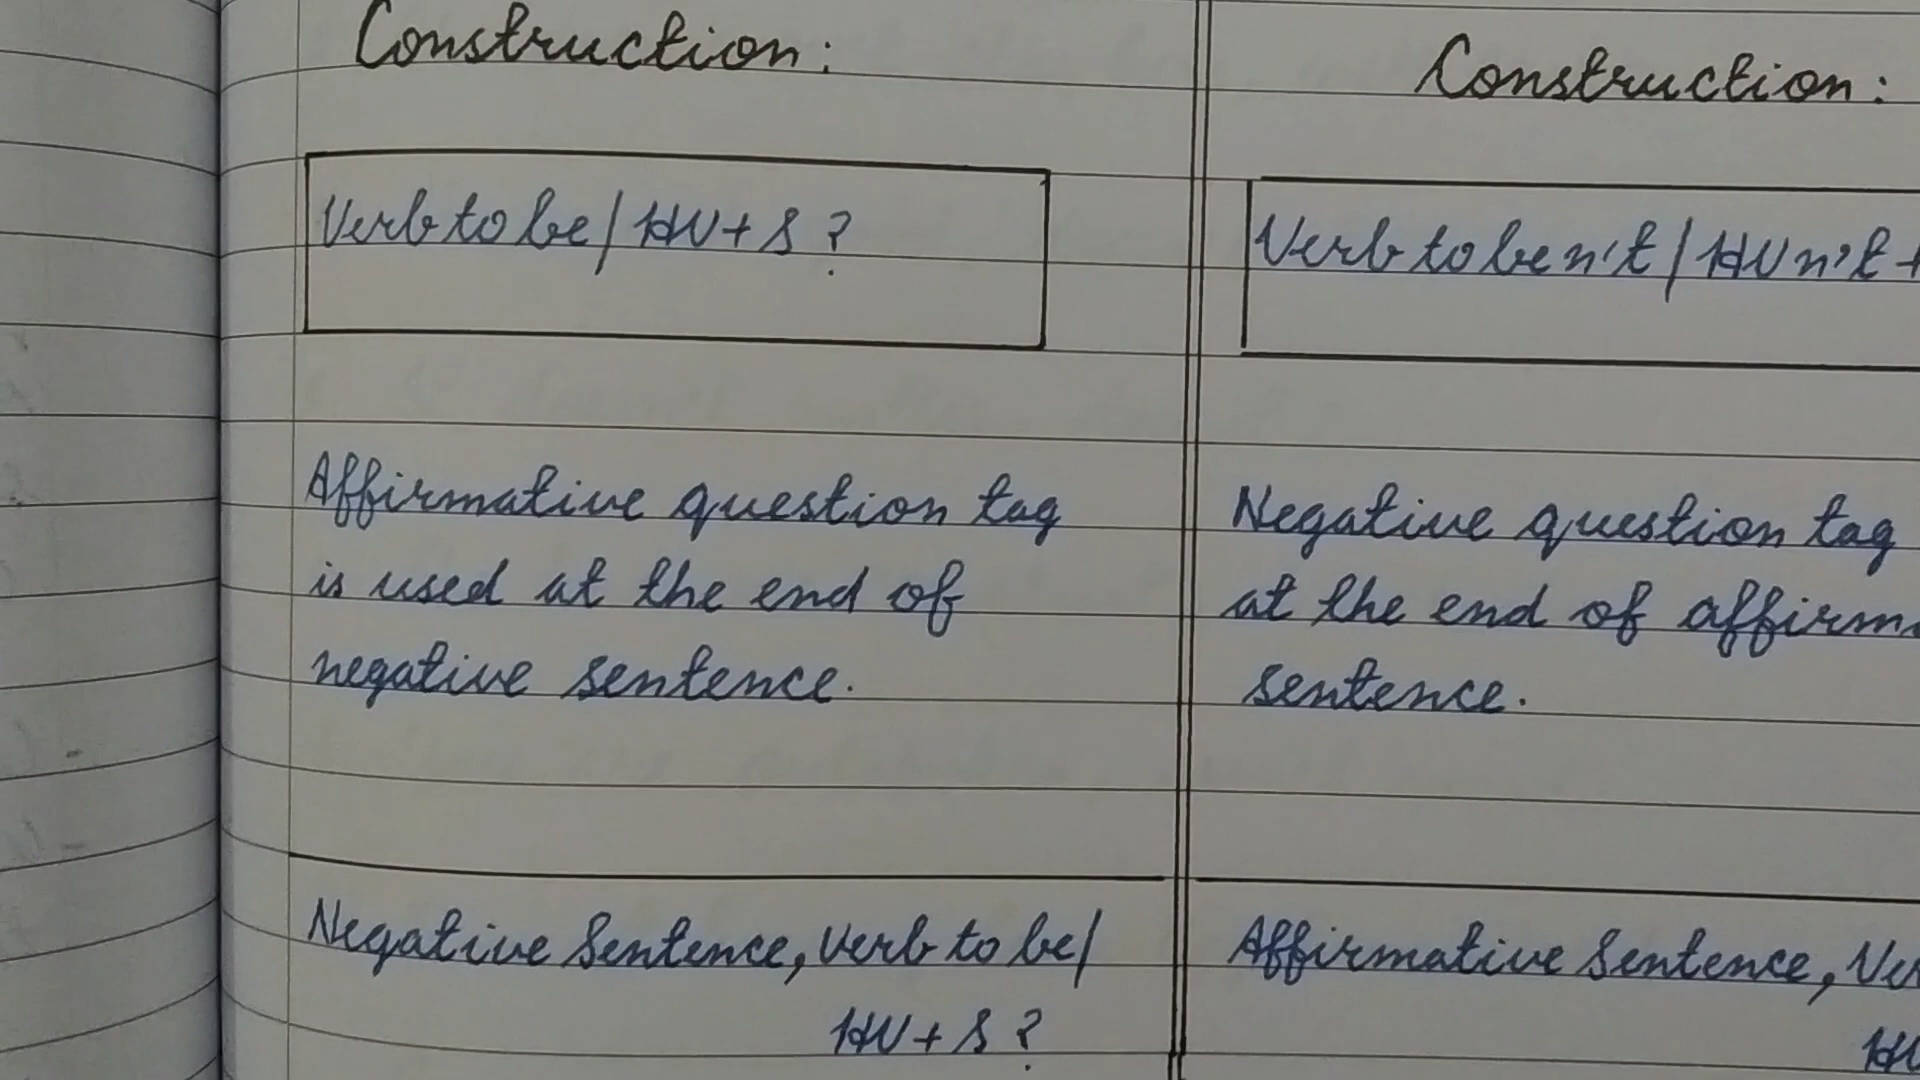 Construction:
Verb to be / HV + S ?
Affirmative question tag
is used at the end of
negative sentence.
Negative Sentence, Verb to be /
HV + S ?
Construction:
Verb to be n't / HV n't +
Negative question tag
at the end of affirm
sentence.
Affirmative Sentence,